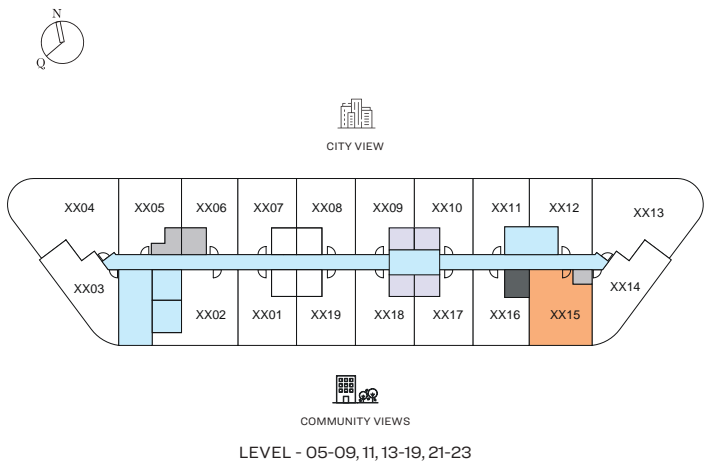 N
Q
CITY VIEW
XX04 XX05 XX06 XX07 XX08 XX09 XX10 XX11 XX12 XX13
XX03 XX02 XX01 XX19 XX18 XX17 XX16 XX15 XX14
COMMUNITY VIEWS
LEVEL - 05-09, 11, 13-19, 21-23